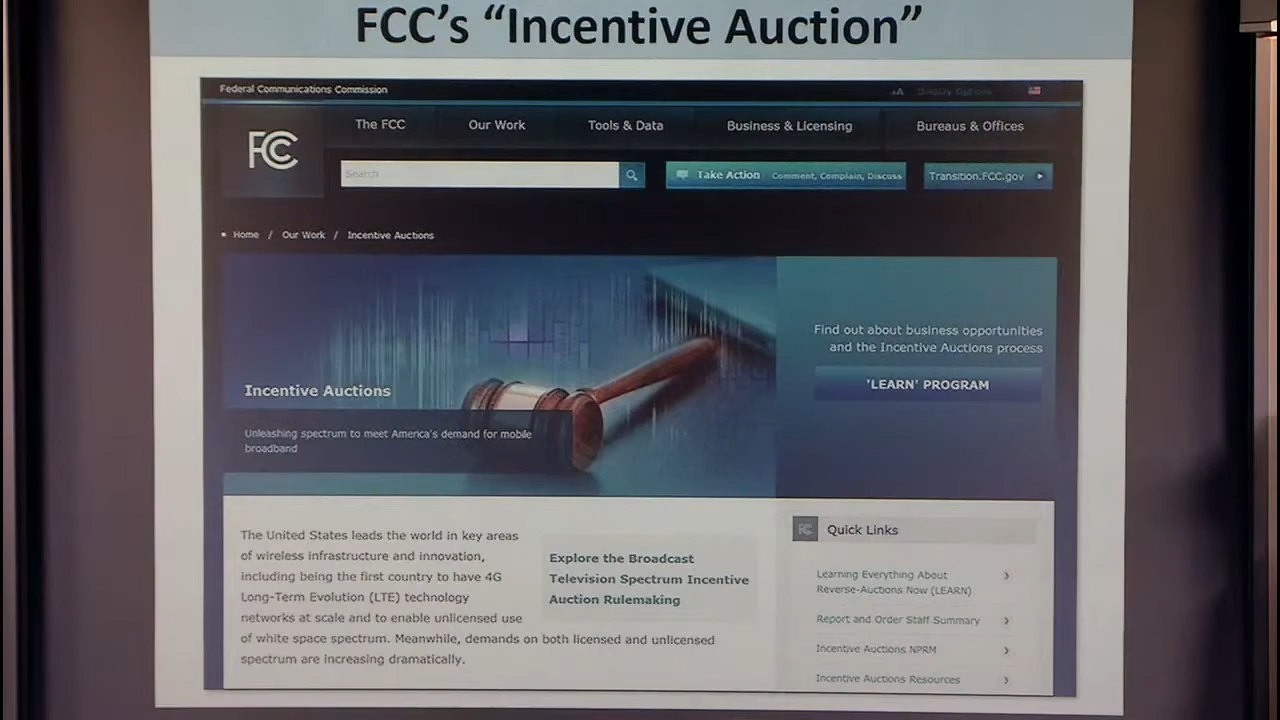 FCC's “Incentive Auction”
Federal Communications Commission
AA Display Options
FCC
The FCC Our Work Tools & Data Business & Licensing Bureaus & Offices
Search Take Action Comment, Complain, Discuss Transition.FCC.gov
Home / Our Work / Incentive Auctions
Find out about business opportunities
and the Incentive Auctions process
'LEARN' PROGRAM
Incentive Auctions
Unleashing spectrum to meet America's demand for mobile
broadband
The United States leads the world in key areas
of wireless infrastructure and innovation,
including being the first country to have 4G
Long-Term Evolution (LTE) technology
networks at scale and to enable unlicensed use
of white space spectrum. Meanwhile, demands on both licensed and unlicensed
spectrum are increasing dramatically.
Explore the Broadcast
Television Spectrum Incentive
Auction Rulemaking
FCC Quick Links
Learning Everything About
Reverse-Auctions Now (LEARN)
Report and Order Staff Summary
Incentive Auctions NPRM
Incentive Auctions Resources